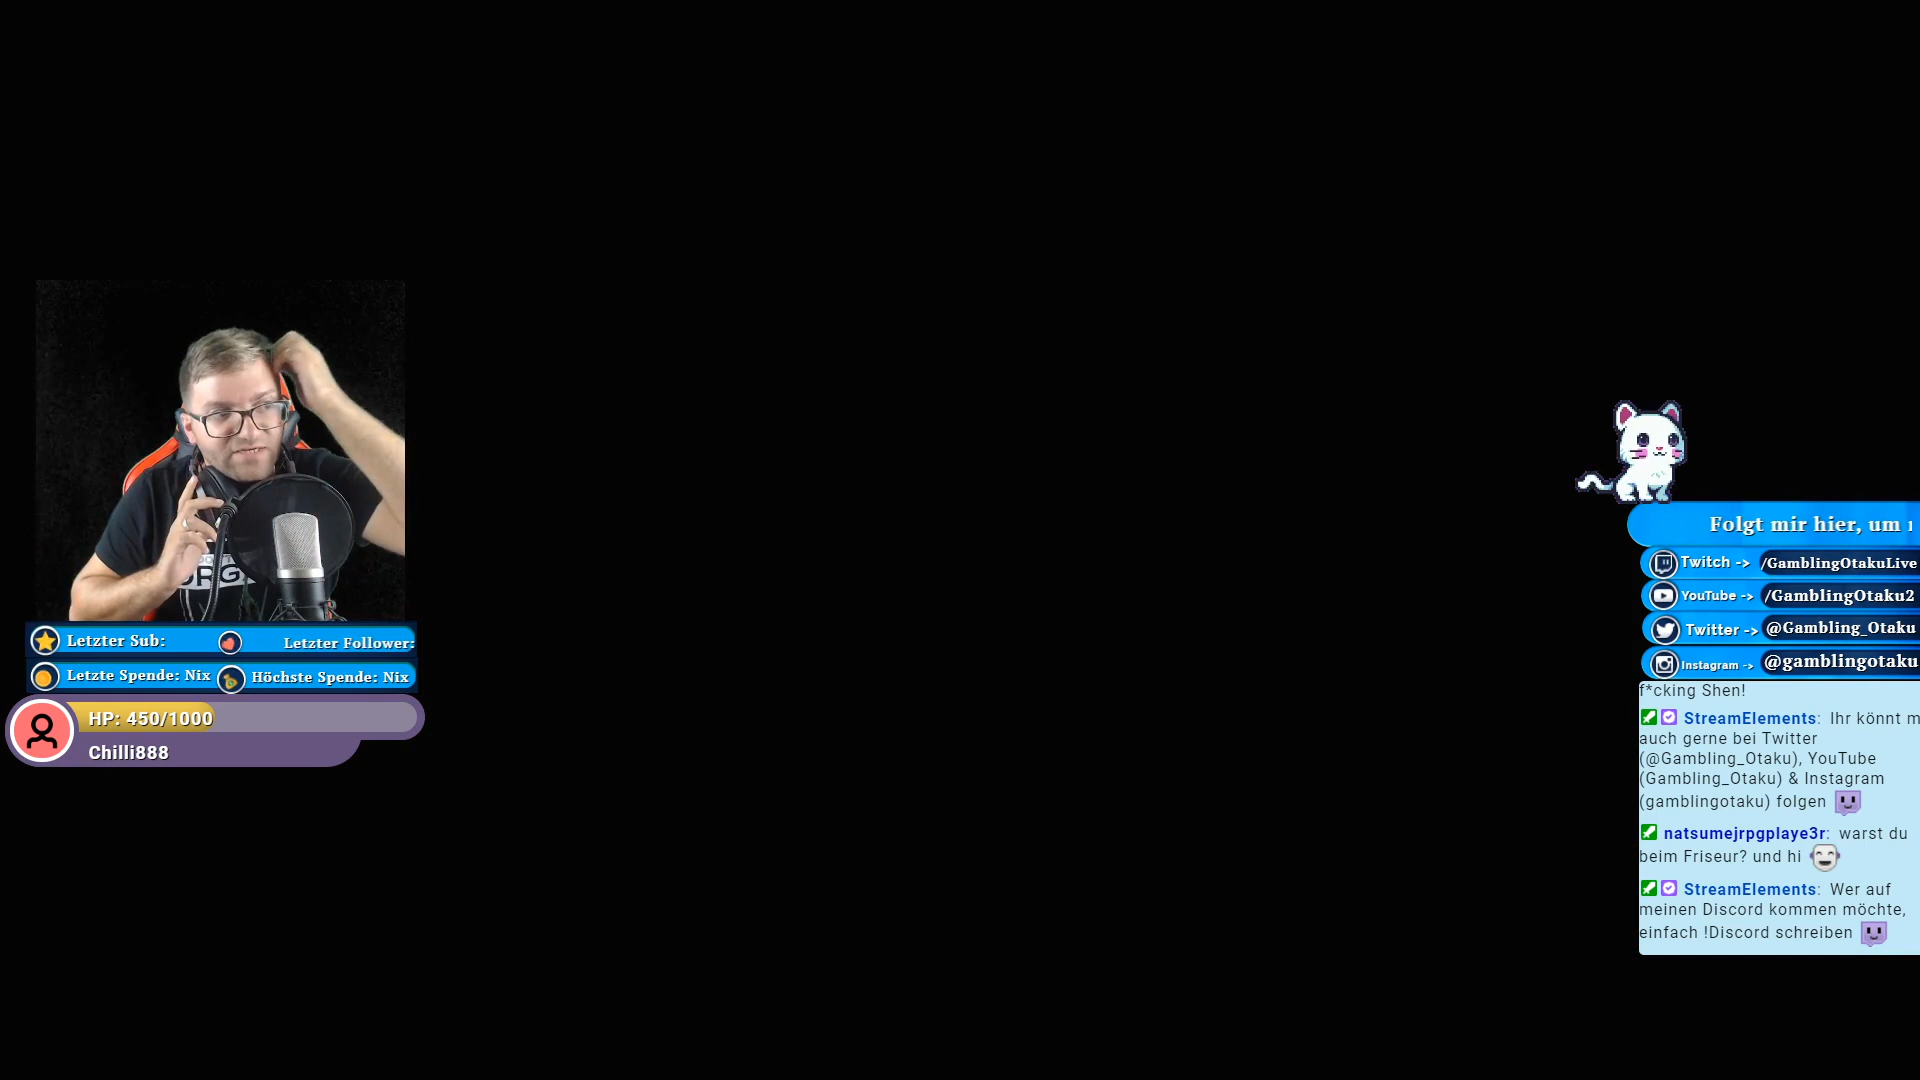 Letzter Sub:
Letzter Follower:
Letzte Spende: Nix
Höchste Spende: Nix
HP: 450/1000
Chilli888
Folgt mir hier, um
Twitch -> /GamblingOtakuLive
YouTube -> /GamblingOtaku2
Twitter -> @Gambling_Otaku
Instagram -> @gamblingotaku
f*cking Shen!
StreamElements: Ihr könnt m
auch gerne bei Twitter
(@Gambling_Otaku), YouTube
(Gambling_Otaku) & Instagram
(gamblingotaku) folgen
natsumejrpgplaye3r: warst du
beim Friseur? und hi
StreamElements: Wer auf
meinen Discord kommen möchte,
einfach !Discord schreiben